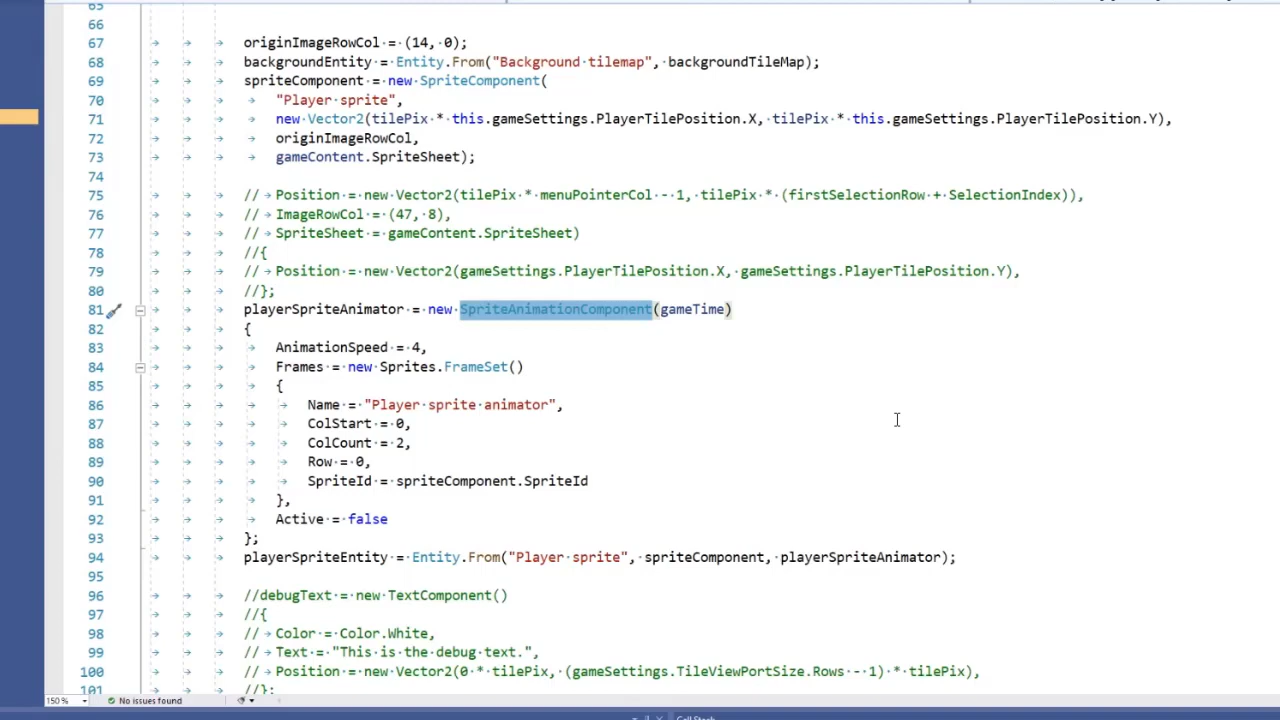 65
66
67 originImageRowCol = (14, 0);
68 backgroundEntity = Entity.From("Background tilemap", backgroundTileMap);
69 spriteComponent = new SpriteComponent(
70 "Player sprite",
71 new Vector2(tilePix * this.gameSettings.PlayerTilePosition.X, tilePix * this.gameSettings.PlayerTilePosition.Y),
72 originImageRowCol,
73 gameContent.SpriteSheet);
74
75 // Position = new Vector2(tilePix * menuPointerCol - 1, tilePix * (firstSelectionRow + SelectionIndex)),
76 // ImageRowCol = (47, 8),
77 // SpriteSheet = gameContent.SpriteSheet)
78 //{
79 // Position = new Vector2(gameSettings.PlayerTilePosition.X, gameSettings.PlayerTilePosition.Y),
80 //};
81 playerSpriteAnimator = new SpriteAnimationComponent(gameTime)
82 {
83 AnimationSpeed = 4,
84 Frames = new Sprites.FrameSet()
85 {
86 Name = "Player sprite animator",
87 ColStart = 0,
88 ColCount = 2,
89 Row = 0,
90 SpriteId = spriteComponent.SpriteId
91 },
92 Active = false
93 };
94 playerSpriteEntity = Entity.From("Player sprite", spriteComponent, playerSpriteAnimator);
95
96 //debugText = new TextComponent()
97 //{
98 // Color = Color.White,
99 // Text = "This is the debug text.",
100 // Position = new Vector2(0 * tilePix, (gameSettings.TileViewPortSize.Rows - 1) * tilePix),
101 //};
150 % No issues found
Call Stack